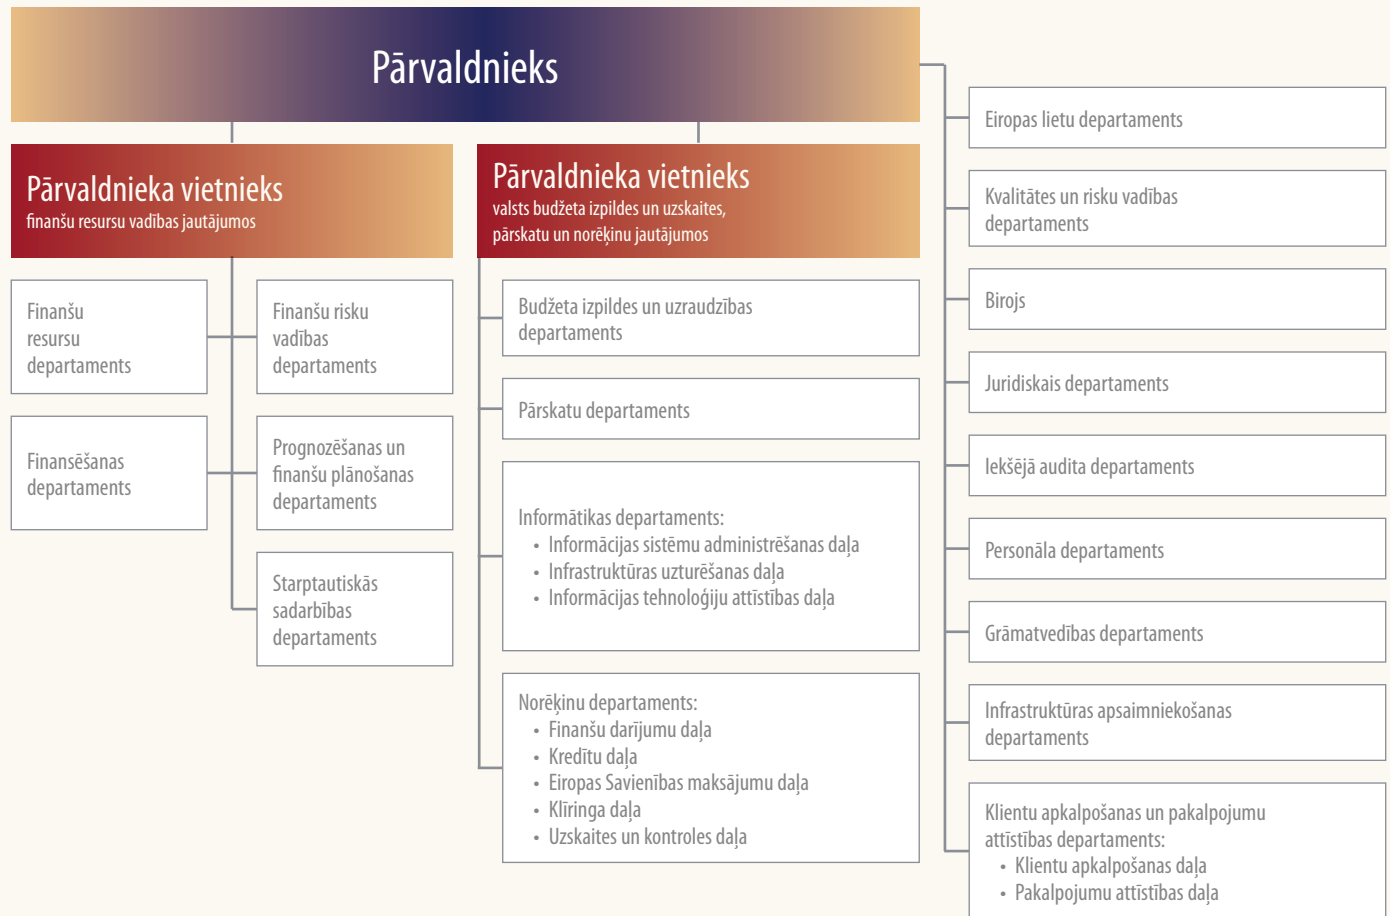 Pārvaldnieks
Pārvaldnieka vietnieks
finanšu resursu vadības jautājumos
Finanšu
resursu
departaments
Finanšu risku
vadības
departaments
Finansēšanas
departaments
Prognozēšanas un
finanšu plānošanas
departaments
Starptautiskās
sadarbības
departaments
Pārvaldnieka vietnieks
valsts budžeta izpildes un uzskaites,
pārskatu un norēķinu jautājumos
Budžeta izpildes un uzraudzības
departaments
Pārskatu departaments
Informātikas departaments:
• Informācijas sistēmu administrēšanas daļa
• Infrastruktūras uzturēšanas daļa
• Informācijas tehnoloģiju attīstības daļa
Norēķinu departaments:
• Finanšu darījumu daļa
• Kredītu daļa
• Eiropas Savienības maksājumu daļa
• Klīringa daļa
• Uzskaites un kontroles daļa
Eiropas lietu departaments
Kvalitātes un risku vadības
departaments
Birojs
Juridiskais departaments
Iekšējā audita departaments
Personāla departaments
Grāmatvedības departaments
Infrastruktūras apsaimniekošanas
departaments
Klientu apkalpošanas un pakalpojumu
attīstības departaments:
• Klientu apkalpošanas daļa
• Pakalpojumu attīstības daļa